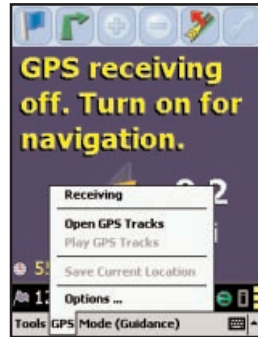 GPS receiving
off. Turn on for
navigation.
Receiving
Open GPS Tracks
Play GPS Tracks
Save Current Location
Options ...
Tools GPS Mode (Guidance)